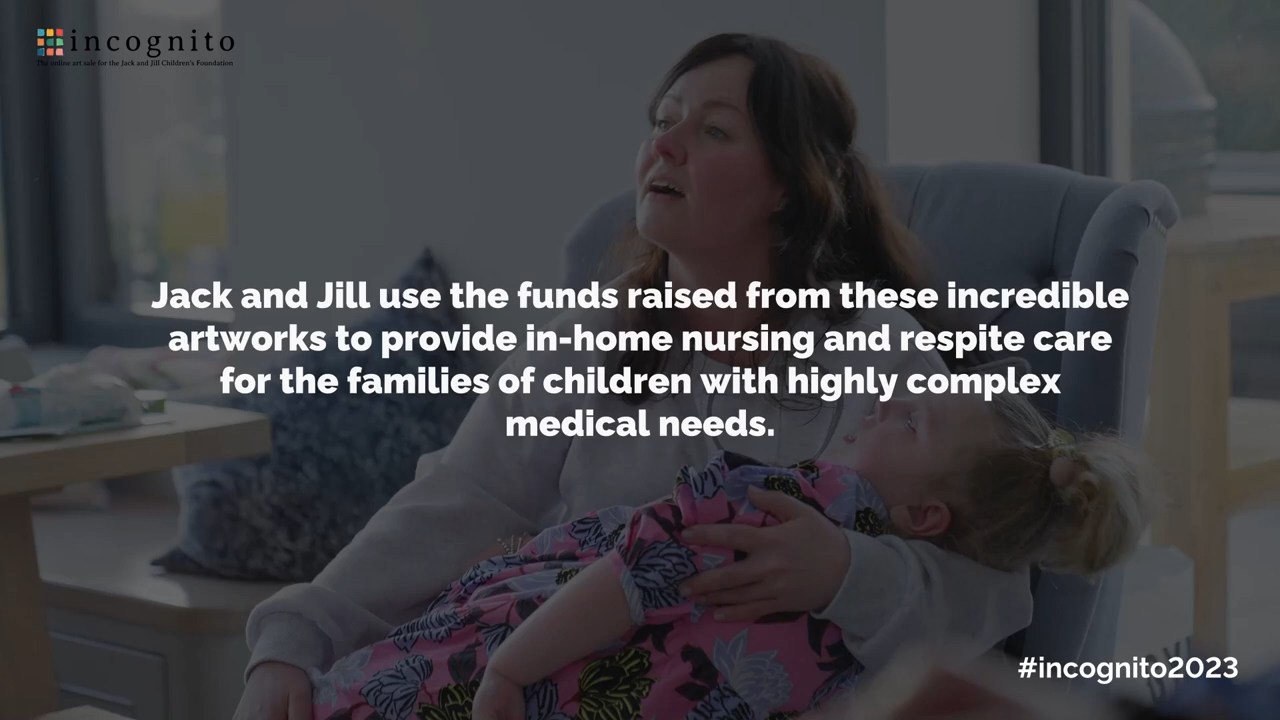 incognito
The online art sale for the Jack and Jill Children's Foundation
Jack and Jill use the funds raised from these incredible
artworks to provide in-home nursing and respite care
for the families of children with highly complex
medical needs.
#incognito2023